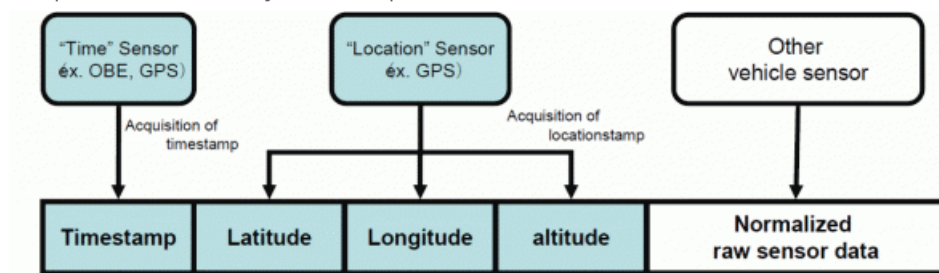 "Time" Sensor
éx. OBE, GPS)
"Location" Sensor
éx. GPS)
Other
vehicle sensor
Acquisition of
timestamp
Acquisition of
locationstamp
Timestamp
Latitude
Longitude
altitude
Normalized
raw sensor data